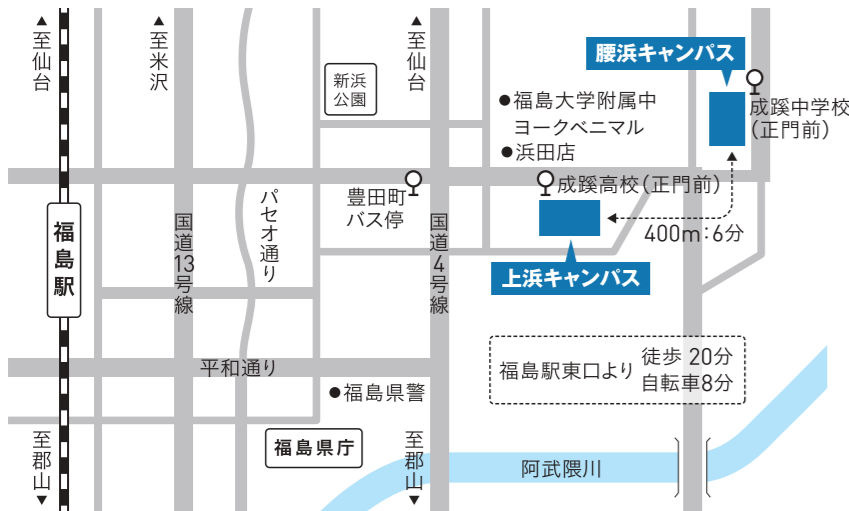 至仙台
至米沢
至仙台
腰浜キャンパス
新浜
公園
福島大学附属中
ヨークベニマル
浜田店
成蹊中学校
(正門前)
豊田町
バス停
成蹊高校(正門前)
パセオ通り
福島駅
国道13号線
国道4号線
400m:6分
上浜キャンパス
平和通り
福島駅東口より
徒歩 20分
自転車8分
福島県警
福島県庁
至郡山
至郡山
阿武隈川